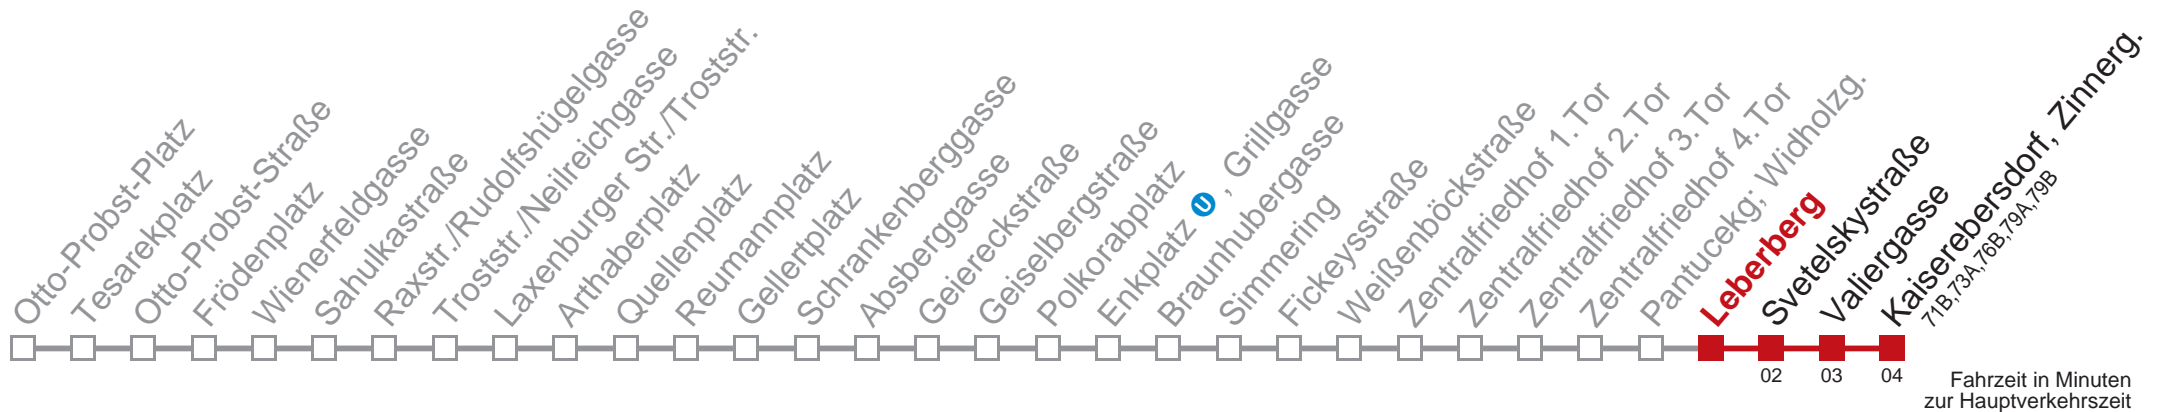 Otto-Probst-Platz
Tesarekplatz
Otto-Probst-Straße
Frödenplatz
Wienerfeldgasse
Sahulkastraße
Raxstr./Rudolfshügelgasse
Troststr./Neilreichgasse
Laxenburger Str./Troststr.
Arthaberplatz
Quellenplatz
Reumannplatz
Gellertplatz
Schrankenberggasse
Absberggasse
Geiereckstraße
Geiselbergstraße
Polkorabplatz
Enkplatz U , Grillgasse
Braunhubergasse
Simmering
Fickeysstraße
Weißenböckstraße
Zentralfriedhof 1.Tor
Zentralfriedhof 2.Tor
Zentralfriedhof 3.Tor
Zentralfriedhof 4.Tor
Pantucekg; Widholzg.
Leberberg
Svetelskystraße
Valiergasse
Kaiserebersdorf, Zinnerg.
71B,73A,76B,79A,79B
02 03 04
Fahrzeit in Minuten
zur Hauptverkehrszeit